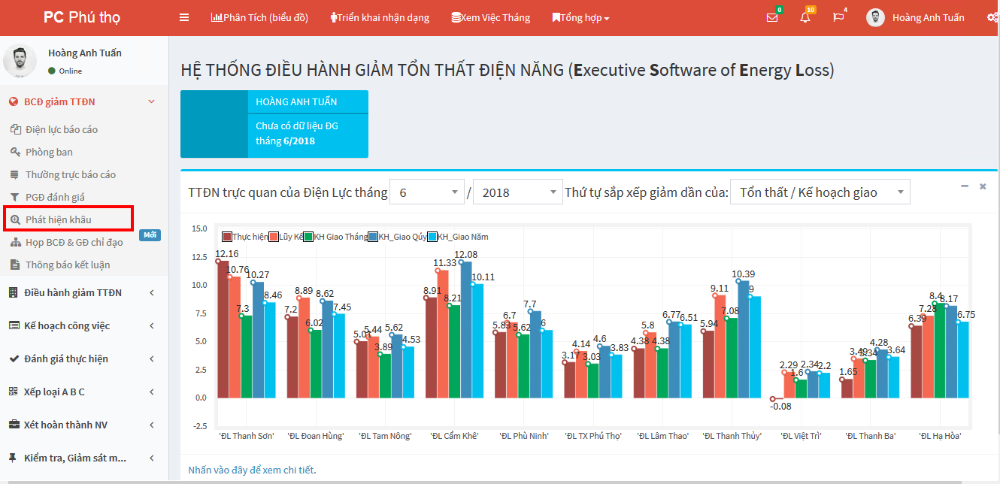 PC Phú thọ
Phân Tích (biểu đồ) Triển khai nhận dạng Xem Việc Tháng Tổng hợp
0 10 4 Hoàng Anh Tuấn
Hoàng Anh Tuấn
Online
BCĐ giảm TTĐN
Điện lực báo cáo
Phòng ban
Thường trực báo cáo
PGĐ đánh giá
Phát hiện khâu
Mới
Họp BCĐ & GĐ chỉ đạo
Thông báo kết luận
Điều hành giảm TTĐN
Kế hoạch công việc
Đánh giá thực hiện
Xếp loại A B C
Xét hoàn thành NV
Kiểm tra, Giám sát m...
HỆ THỐNG ĐIỀU HÀNH GIẢM TỔN THẤT ĐIỆN NĂNG (Executive Software of Energy Loss)
HOÀNG ANH TUẤN
Chưa có dữ liệu ĐG
tháng 6/2018
TTĐN trực quan của Điện Lực tháng 6 / 2018 Thứ tự sắp xếp giảm dần của: Tổn thất / Kế hoạch giao
Thực hiện Lũy Kế KH Giao Tháng KH_Giao Qúy KH_Giao Năm
15.0
12.5
10.0
7.5
5.0
2.5
0.0
-2.5
12.16 10.76 7.3 10.27 8.46
7.2 8.89 6.02 8.62 7.45
5.01 5.44 3.89 5.62 4.53
8.91 11.33 8.21 12.08 10.11
5.83 6.7 5.62 7.7 6
3.17 4.14 3.03 4.6 3.83
4.38 5.8 4.38 6.77 6.51
5.94 9.11 7.08 10.39 9
-0.08 2.29 1.6 2.34 2.2
1.65 3.49 3.34 4.28 3.64
6.39 7.28 8.4 8.17 6.75
'ĐL Thanh Sơn' 'ĐL Đoan Hùng' 'ĐL Tam Nông' 'ĐL Cẩm Khê' 'ĐL Phù Ninh' 'ĐL TX Phú Thọ' 'ĐL Lâm Thao' 'ĐL Thanh Thủy' 'ĐL Việt Trì' 'ĐL Thanh Ba' 'ĐL Hạ Hòa'
Nhấn vào đây để xem chi tiết.